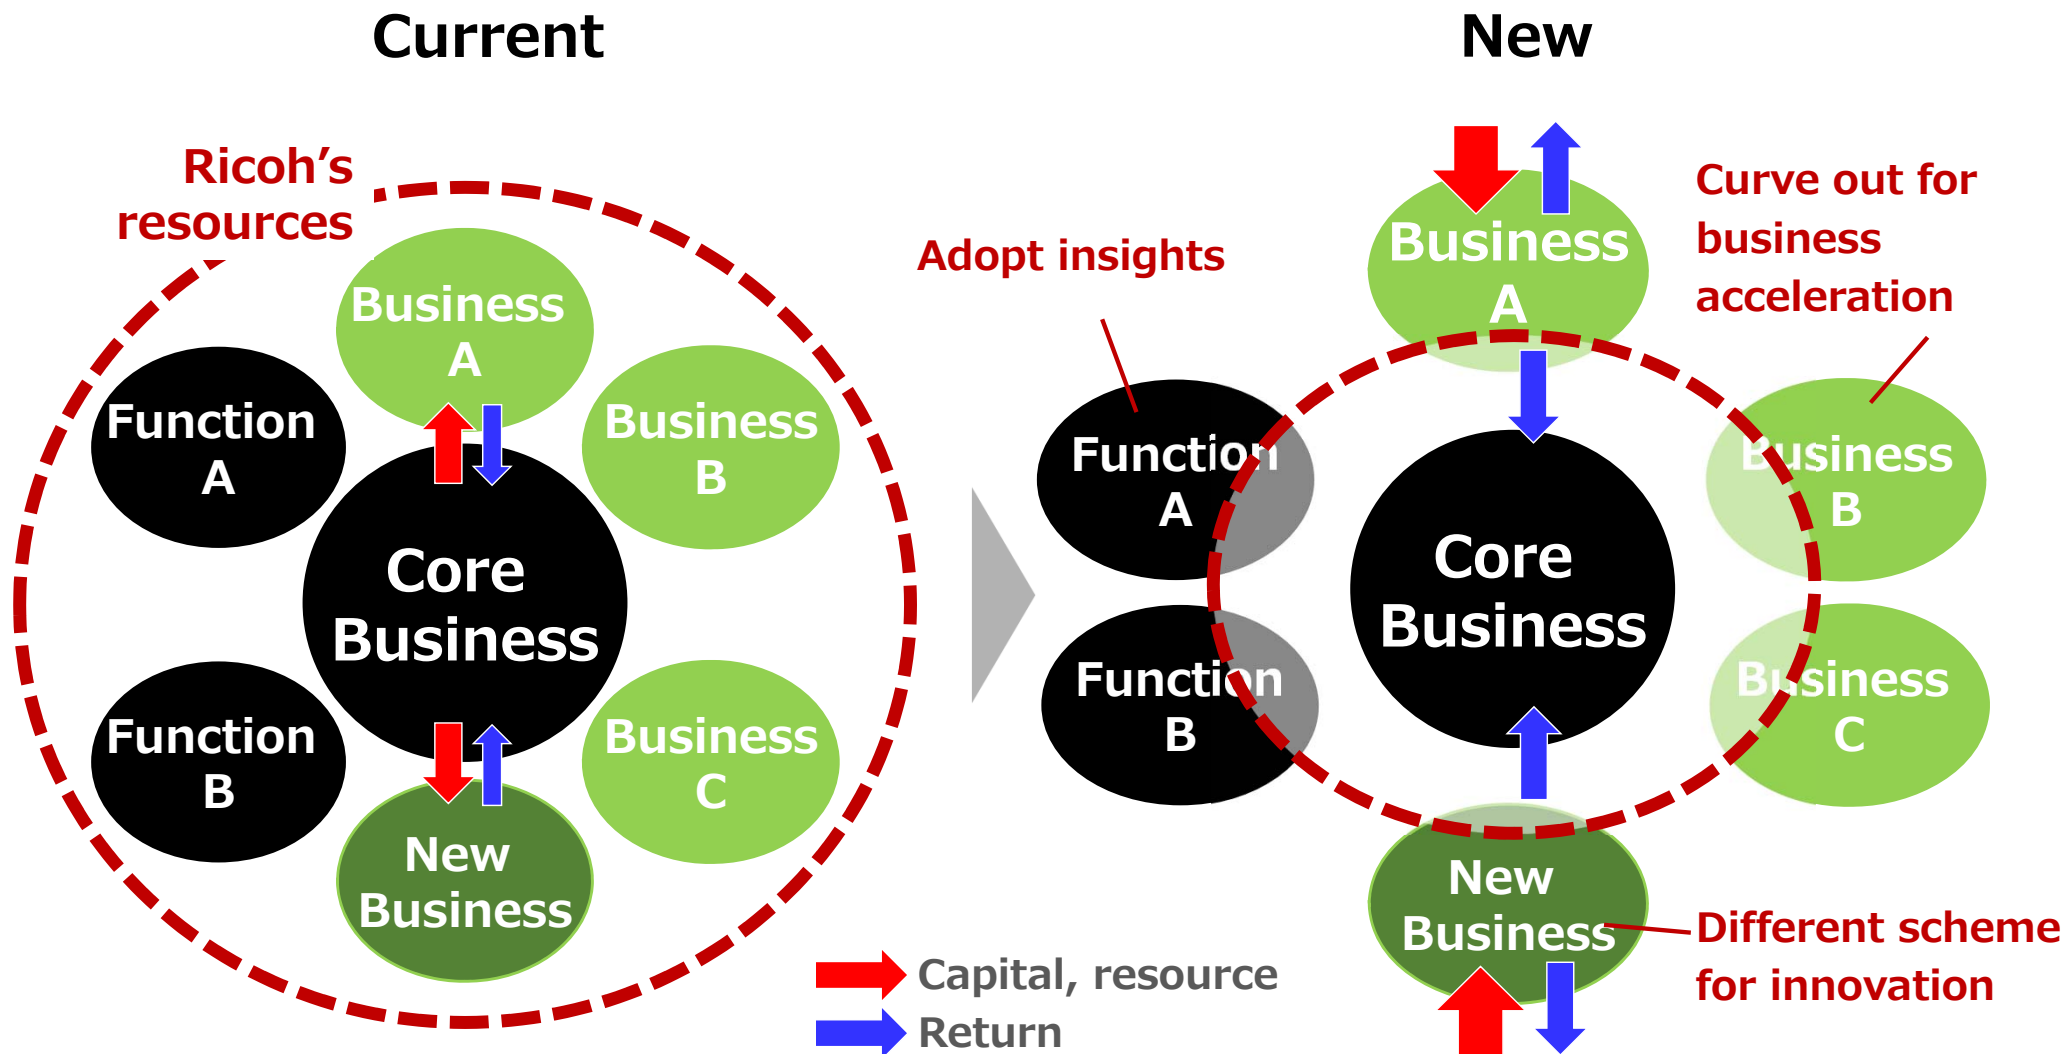 Current
Ricoh's
resources
Business
A
Function
A
Business
B
Core
Business
Function
B
Business
C
New
Business
New
Adopt insights
Business
A
Curve out for
business
acceleration
Function
A
Business
B
Core
Business
Function
B
Business
C
New
Business
Different scheme
for innovation
Capital, resource
Return